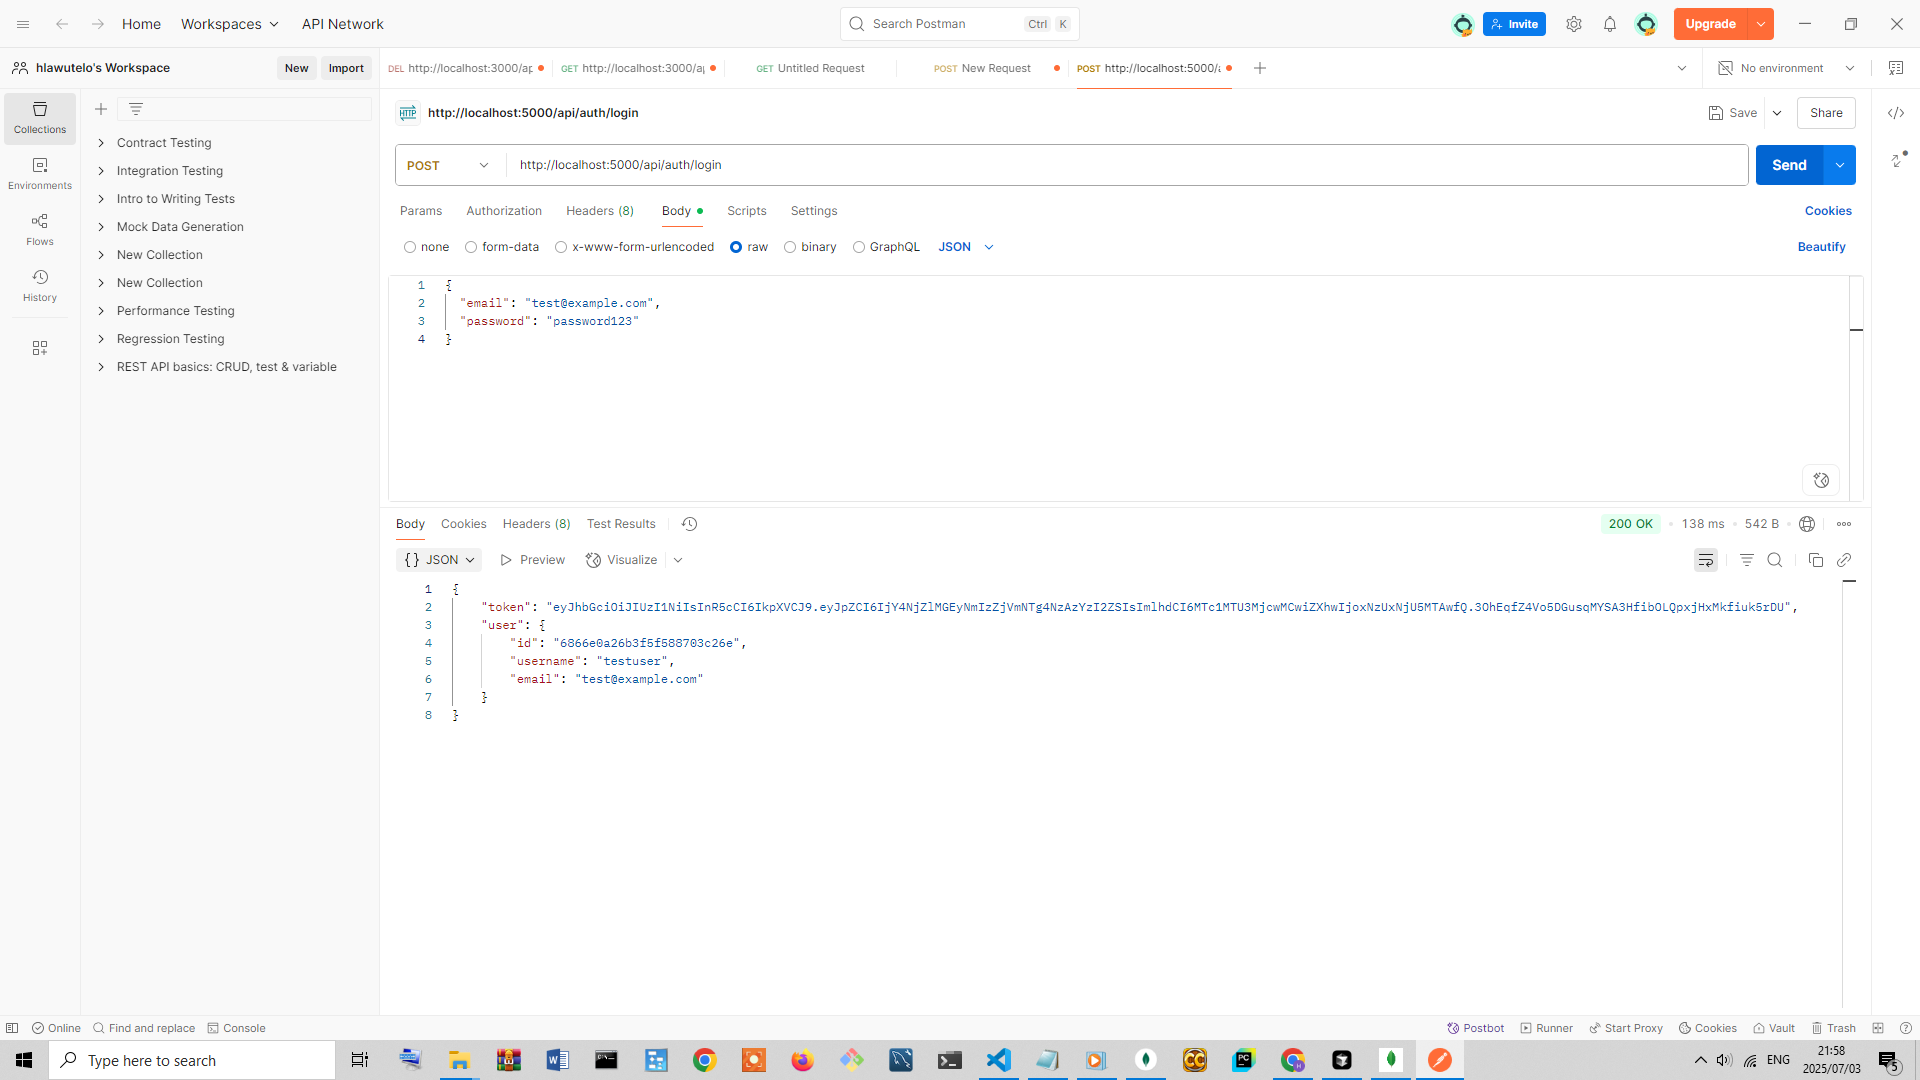 Home
Workspaces
API Network
Search Postman
Ctrl
K
Invite
Upgrade
hlawutelo's Workspace
New
Import
DEL http://localhost:3000/ap
GET http://localhost:3000/ap
GET Untitled Request
POST New Request
POST http://localhost:5000/a
No environment
Collections
Environments
Flows
History
Contract Testing
Integration Testing
Intro to Writing Tests
Mock Data Generation
New Collection
New Collection
Performance Testing
Regression Testing
REST API basics: CRUD, test & variable
HTTP
http://localhost:5000/api/auth/login
Save
Share
POST
http://localhost:5000/api/auth/login
Send
Params
Authorization
Headers (8)
Body
Scripts
Settings
Cookies
none
form-data
x-www-form-urlencoded
raw
binary
GraphQL
JSON
Beautify
1 {
2 "email": "test@example.com",
3 "password": "password123"
4 }
Body
Cookies
Headers (8)
Test Results
200 OK
138 ms
542 B
{} JSON
Preview
Visualize
1 {
2 "token": "eyJhbGciOiJIUzI1NiIsInR5cCI6IkpXVCJ9.eyJpZCI6IjY4NjZlMGEyNmIzZjVmNTg4NzAzYzI2ZSIsImlhdCI6MTc1MTU3MjcwMCwiZXhwIjoxNzUxNjU5MTAwfQ.3OhEqfZ4Vo5DGusqMYSA3HfibOLQpxjHxMkfiuk5rDU",
3 "user": {
4 "id": "6866e0a26b3f5f588703c26e",
5 "username": "testuser",
6 "email": "test@example.com"
7 }
8 }
Online
Find and replace
Console
Postbot
Runner
Start Proxy
Cookies
Vault
Trash
Type here to search
PC
ENG
21:58
2025/07/03
5